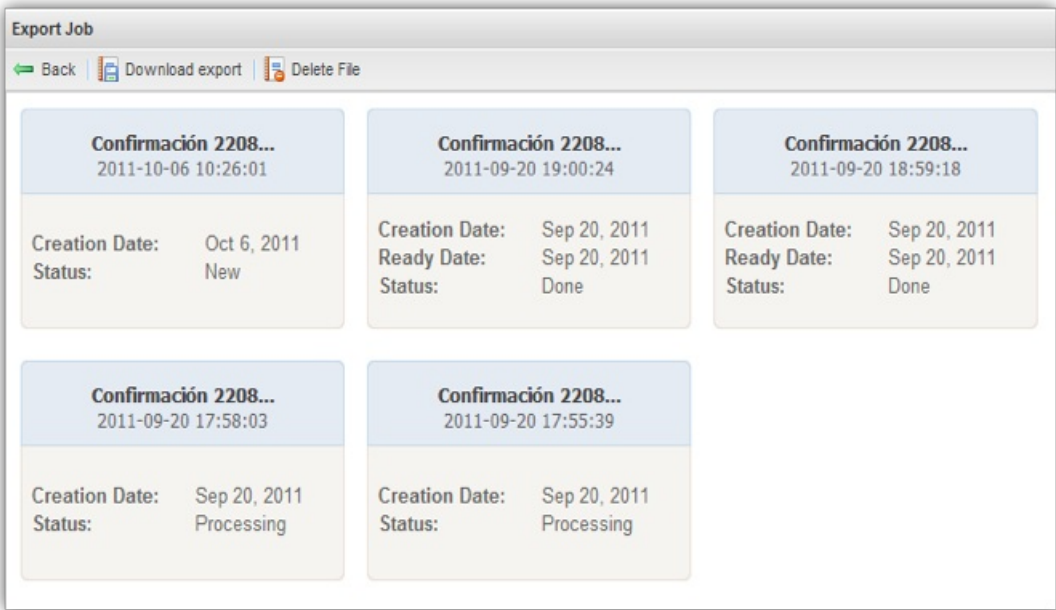 Export Job
Back Download export Delete File
Confirmación 2208...
2011-10-06 10:26:01
Creation Date: Oct 6, 2011
Status: New
Confirmación 2208...
2011-09-20 19:00:24
Creation Date: Sep 20, 2011
Ready Date: Sep 20, 2011
Status: Done
Confirmación 2208...
2011-09-20 18:59:18
Creation Date: Sep 20, 2011
Ready Date: Sep 20, 2011
Status: Done
Confirmación 2208...
2011-09-20 17:58:03
Creation Date: Sep 20, 2011
Status: Processing
Confirmación 2208...
2011-09-20 17:55:39
Creation Date: Sep 20, 2011
Status: Processing